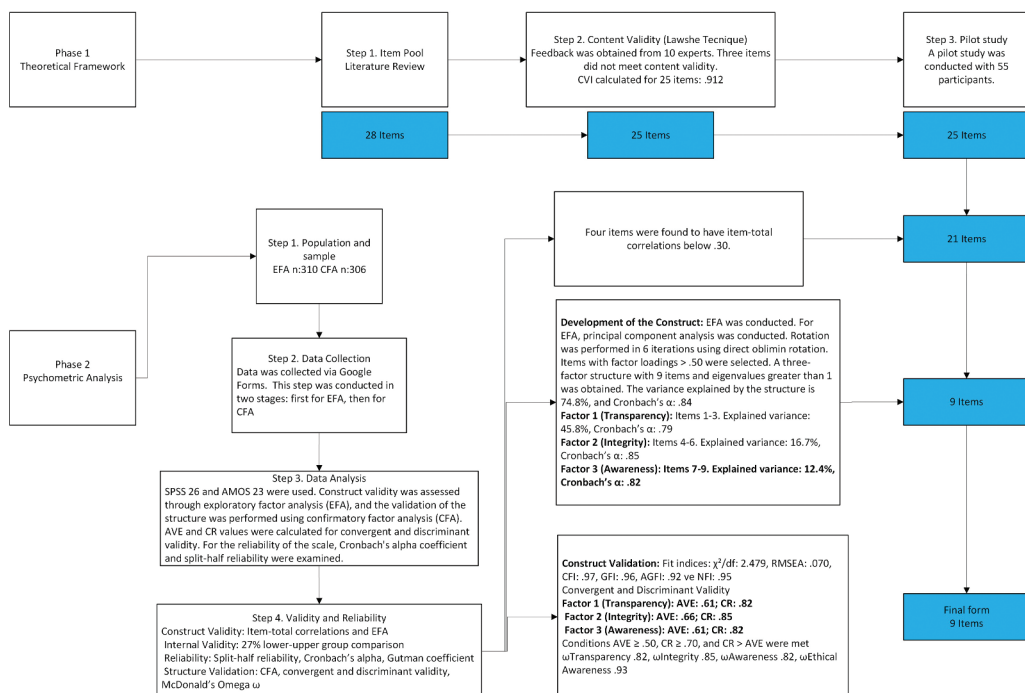 Phase 1
Theoretical Framework
Step 1. Item Pool
Literature Review
Step 2. Content Validity (Lawshe Tecnique)
Feedback was obtained from 10 experts. Three items
did not meet content validity.
CVI calculated for 25 items: .912
Step 3. Pilot study
A pilot study was
conducted with 55
participants.
28 Items
25 Items
25 Items
Step 1. Population and
sample
EFA n:310 CFA n:306
Four items were found to have item-total
correlations below .30.
21 Items
Phase 2
Psychometric Analysis
Step 2. Data Collection
Data was collected via Google
Forms. This step was conducted in
two stages: first for EFA, then for
CFA
Development of the Construct: EFA was conducted. For
EFA, principal component analysis was conducted. Rotation
was performed in 6 iterations using direct oblimin rotation.
Items with factor loadings > .50 were selected. A three-
factor structure with 9 items and eigenvalues greater than 1
was obtained. The variance explained by the structure is
74.8%, and Cronbach's α: .84
Factor 1 (Transparency): Items 1-3. Explained variance:
45.8%, Cronbach's α: .79
Factor 2 (Integrity): Items 4-6. Explained variance: 16.7%,
Cronbach's α: .85
Factor 3 (Awareness): Items 7-9. Explained variance: 12.4%,
Cronbach's α: .82
9 Items
Step 3. Data Analysis
SPSS 26 and AMOS 23 were used. Construct validity was assessed
through exploratory factor analysis (EFA), and the validation of the
structure was performed using confirmatory factor analysis (CFA).
AVE and CR values were calculated for convergent and discriminant
validity. For the reliability of the scale, Cronbach's alpha coefficient
and split-half reliability were examined.
Step 4. Validity and Reliability
Construct Validity: Item-total correlations and EFA
Internal Validity: 27% lower-upper group comparison
Reliability: Split-half reliability, Cronbach's alpha, Gutman coefficient
Structure Validation: CFA, convergent and discriminant validity,
McDonald's Omega ω
Construct Validation: Fit indices: χ²/df: 2.479, RMSEA: .070,
CFI: .97, GFI: .96, AGFI: .92 ve NFI: .95
Convergent and Discriminant Validity
Factor 1 (Transparency): AVE: .61; CR: .82
Factor 2 (Integrity): AVE: .66; CR: .85
Factor 3 (Awareness): AVE: .61; CR: .82
Conditions AVE ≥ .50, CR ≥ .70, and CR > AVE were met
ωTransparency .82, ωIntegrity .85, ωAwareness .82, ωEthical
Awareness .93
Final form
9 Items